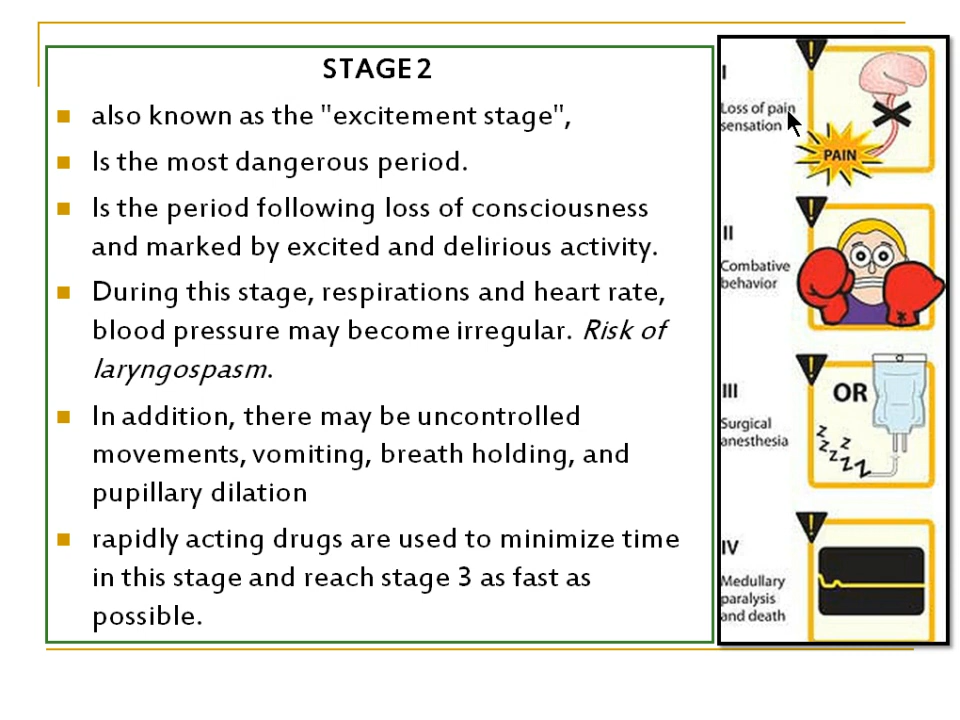 STAGE 2
also known as the "excitement stage",
Is the most dangerous period.
Is the period following loss of consciousness
and marked by excited and delirious activity.
During this stage, respirations and heart rate,
blood pressure may become irregular. Risk of
laryngospasm.
In addition, there may be uncontrolled
movements, vomiting, breath holding, and
pupillary dilation
rapidly acting drugs are used to minimize time
in this stage and reach stage 3 as fast as
possible.
I
Loss of pain
sensation
PAIN
II
Combative
behavior
III
Surgical
anesthesia
OR
z z z z z Z Z
IV
Medullary
paralysis
and death